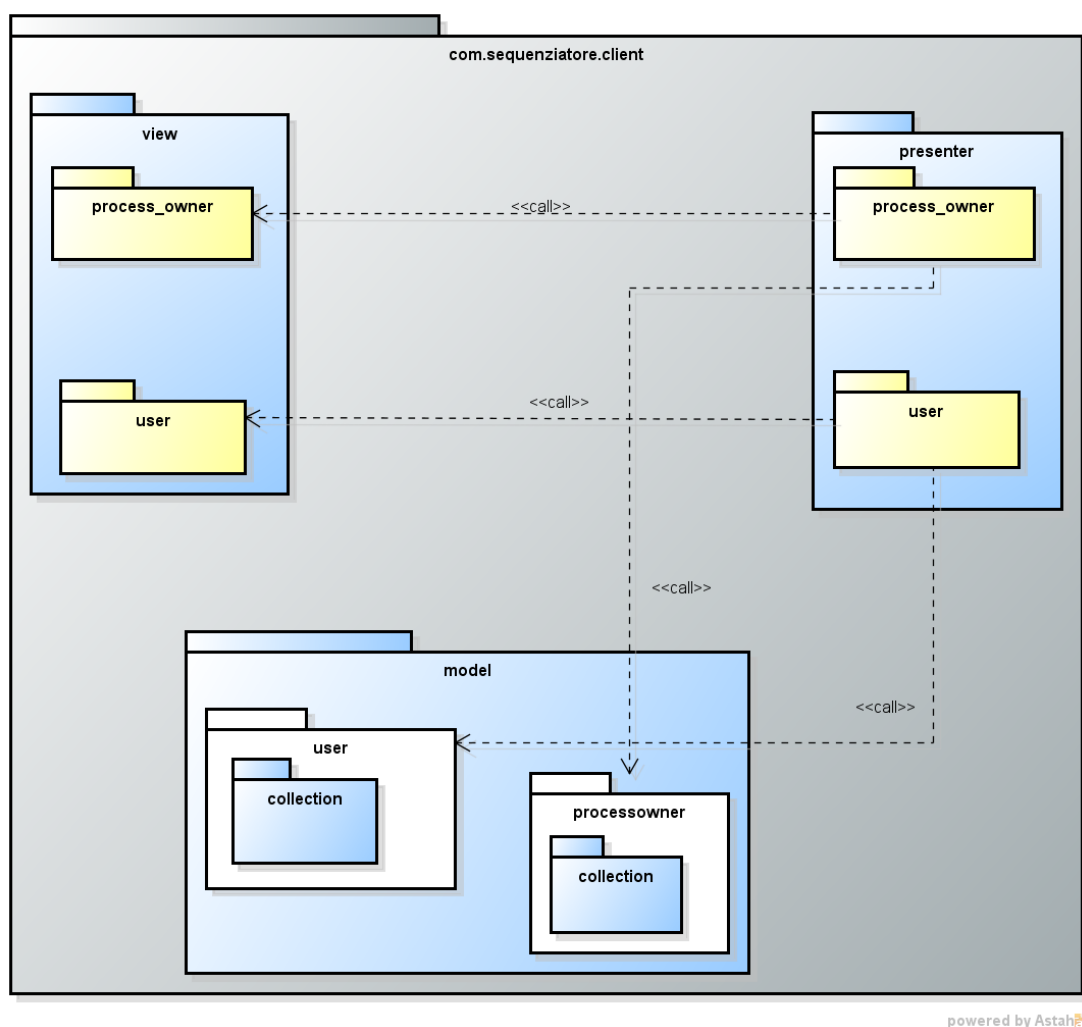 com.sequenziatore.client
view
presenter
process_owner
<<call>>
process_owner
user
<<call>>
user
<<call>>
model
<<call>>
user
collection
processowner
collection
powered by Astah